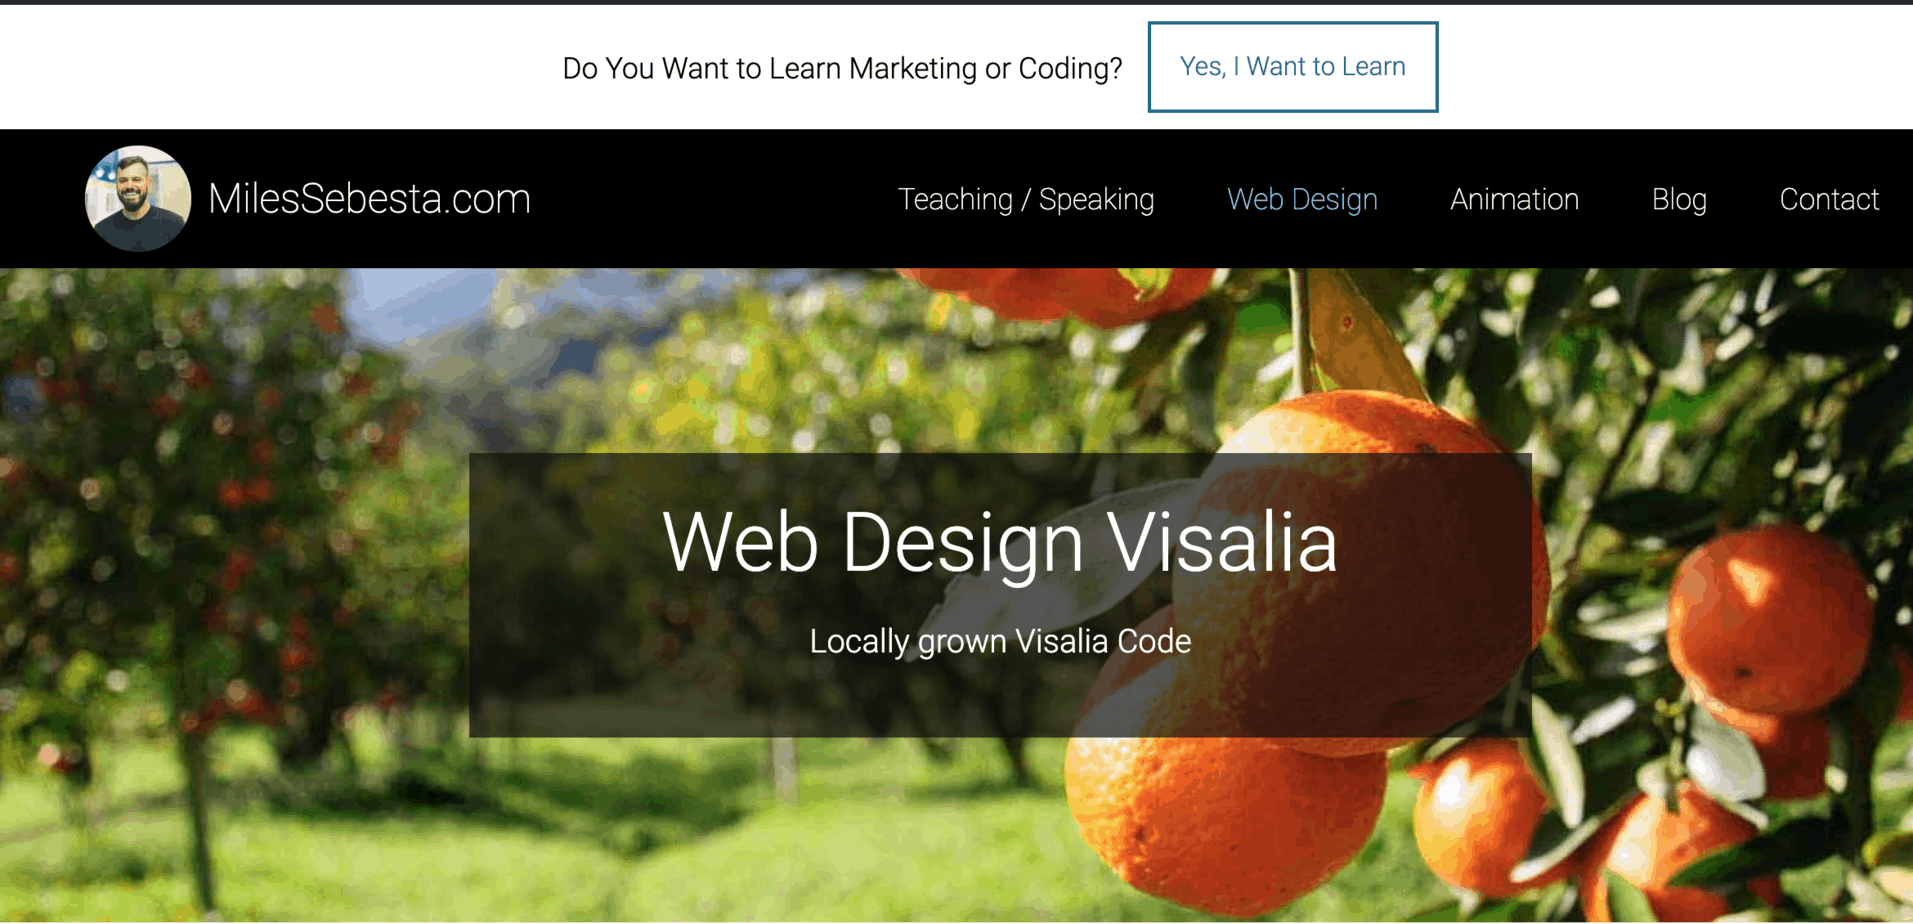 Do You Want to Learn Marketing or Coding?
Yes, I Want to Learn
MilesSebesta.com
Teaching / Speaking
Web Design
Animation
Blog
Contact
Web Design Visalia
Locally grown Visalia Code